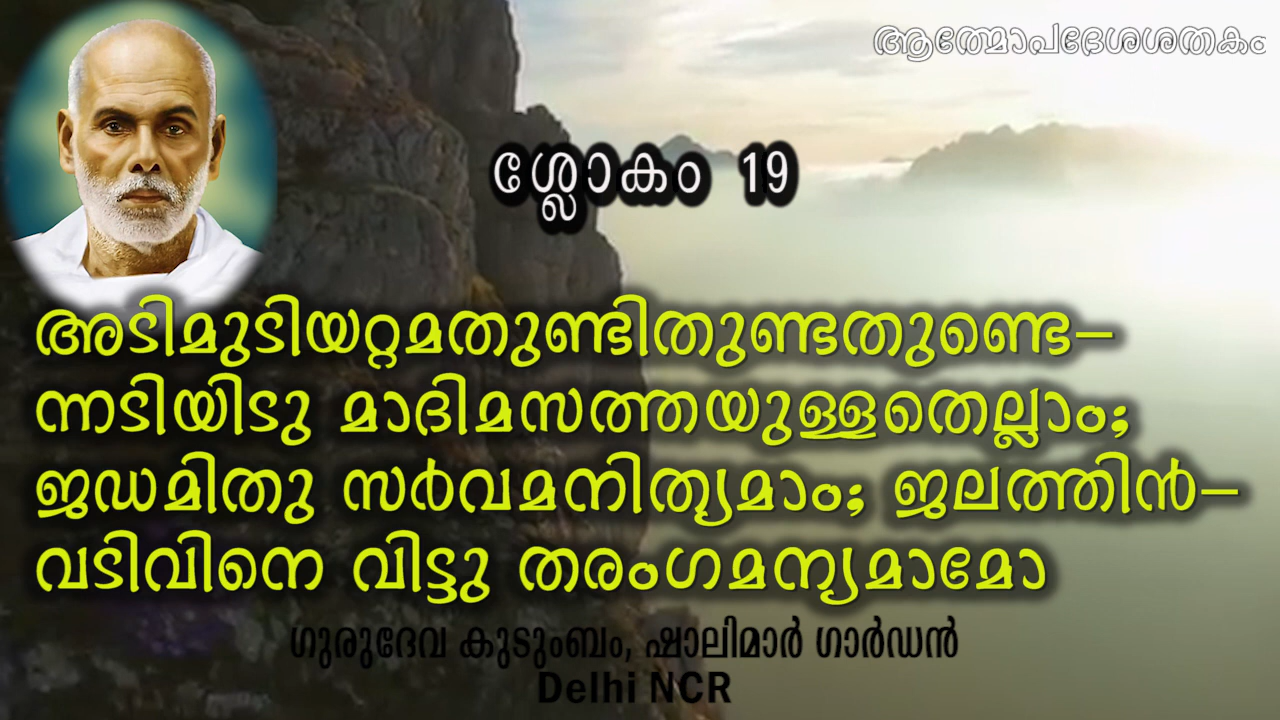 ആത്മോപദേശശതകം
ശ്ലോകം 19
അടിമുടിയറ്റമതുണ്ടിതുണ്ടതുണ്ടെ–
ന്നടിയിടു മാദിമസത്തയുള്ളതെല്ലാം;
ജഡമിതു സർവമനിത്യമാം; ജലത്തിൻ–
വടിവിനെ വിട്ടു തരംഗമന്യമാമോ
ഗുരുദേവ കുടുംബം, ഷാലിമാർ ഗാർഡൻ
Delhi NCR